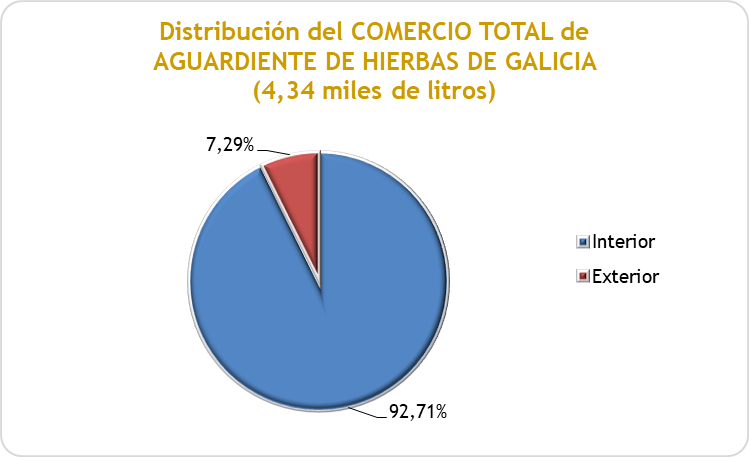 Distribución del COMERCIO TOTAL de
AGUARDIENTE DE HIERBAS DE GALICIA
(4,34 miles de litros)
7,29%
Interior
Exterior
92,71%